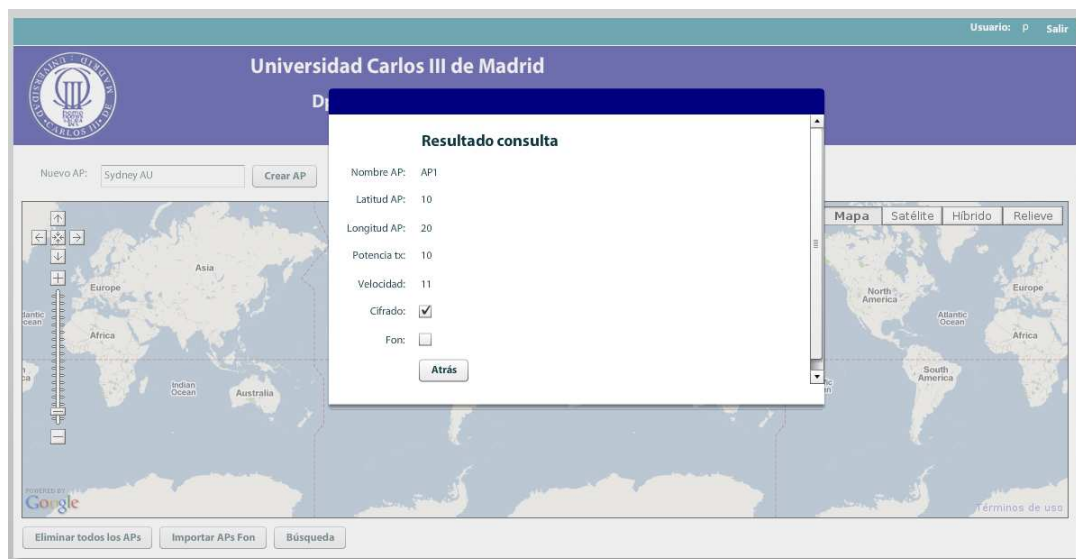 Usuario: p Salir
Universidad Carlos III de Madrid
Resultado consulta
Nuevo AP: Sydney AU Crear AP
Nombre AP: AP1
Latitud AP: 10
Longitud AP: 20
Potencia tx: 10
Velocidad: 11
Cifrado:
Fon:
Atrás
Mapa Satélite Híbrido Relieve
Asia
Europe
Africa
Indian
Ocean
Australia
North
America
Atlantic
Ocean
Europe
Africa
South
America
POWERED BY
Google
Términos de uso
Eliminar todos los APs Importar APs Fon Búsqueda